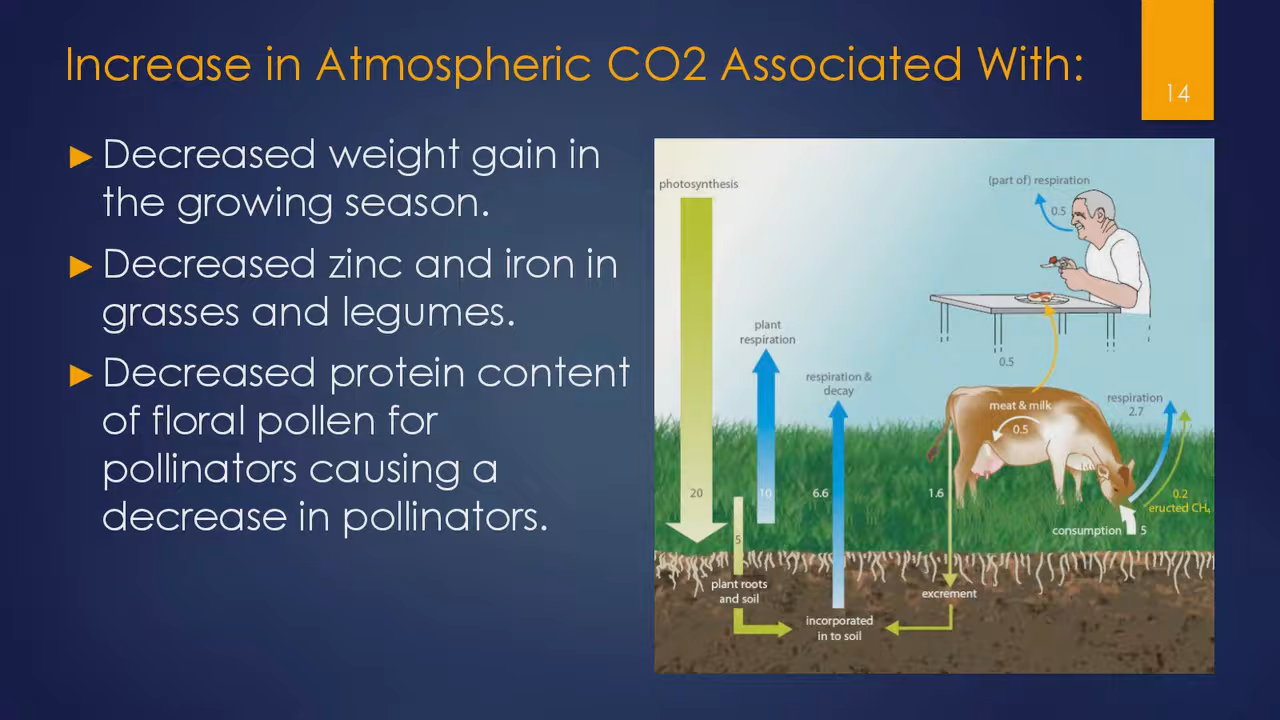 Increase in Atmospheric CO2 Associated With:
14
Decreased weight gain in
the growing season.
Decreased zinc and iron in
grasses and legumes.
Decreased protein content
of floral pollen for
pollinators causing a
decrease in pollinators.
photosynthesis
(part of) respiration
0.5
plant
respiration
0.5
respiration &
decay
meat & milk
0.5
respiration
2.7
20
10
6.6
1.6
0.2
eructed CH₄
consumption
5
5
plant roots
and soil
excrement
incorporated
in to soil